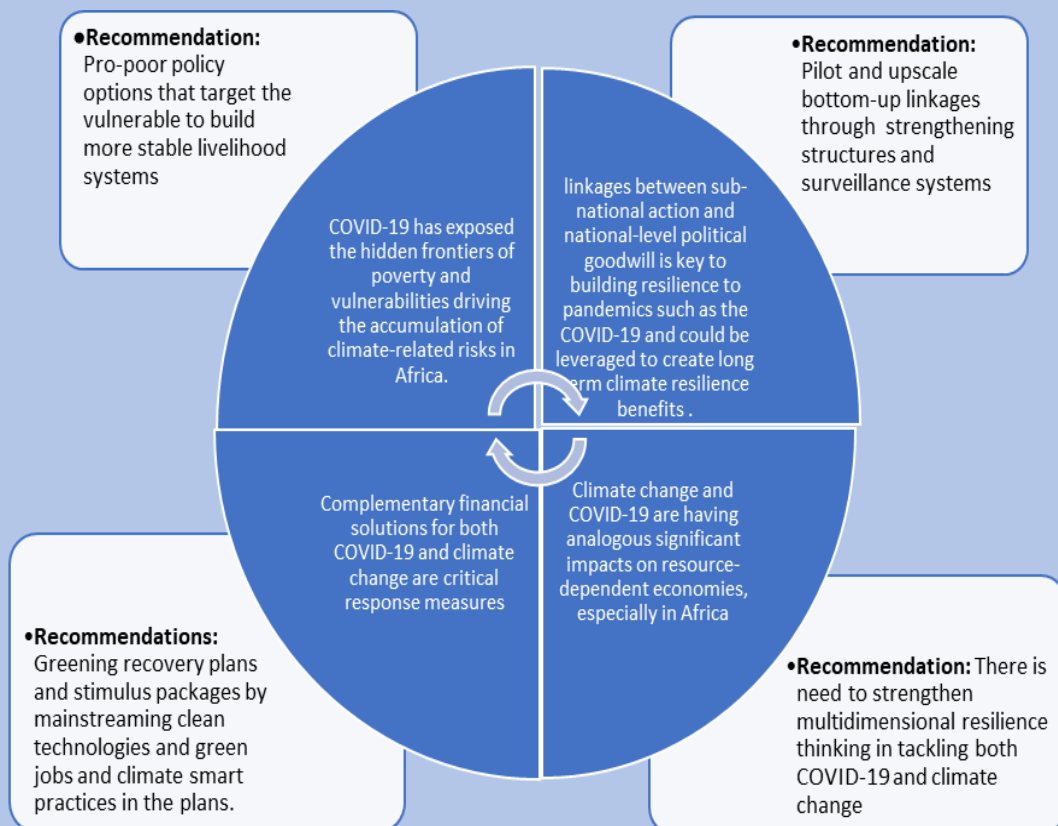 ●Recommendation:
Pro-poor policy
options that target the
vulnerable to build
more stable livelihood
systems
•Recommendation:
Pilot and upscale
bottom-up linkages
through strengthening
structures and
surveillance systems
COVID-19 has exposed
the hidden frontiers of
poverty and
vulnerabilities driving
the accumulation of
climate-related risks in
Africa.
linkages between sub-
national action and
national-level political
goodwill is key to
building resilience to
pandemics such as the
COVID-19 and could be
leveraged to create long
erm climate resilience
benefits .
Complementary financial
solutions for both
COVID-19 and climate
change are critical
response measures
Climate change and
COVID-19 are having
analogous significant
impacts on resource-
dependent economies,
especially in Africa
•Recommendations:
Greening recovery plans
and stimulus packages by
mainstreaming clean
technologies and green
jobs and climate smart
practices in the plans.
•Recommendation: There is
need to strengthen
multidimensional resilience
thinking in tackling both
COVID-19 and climate
change